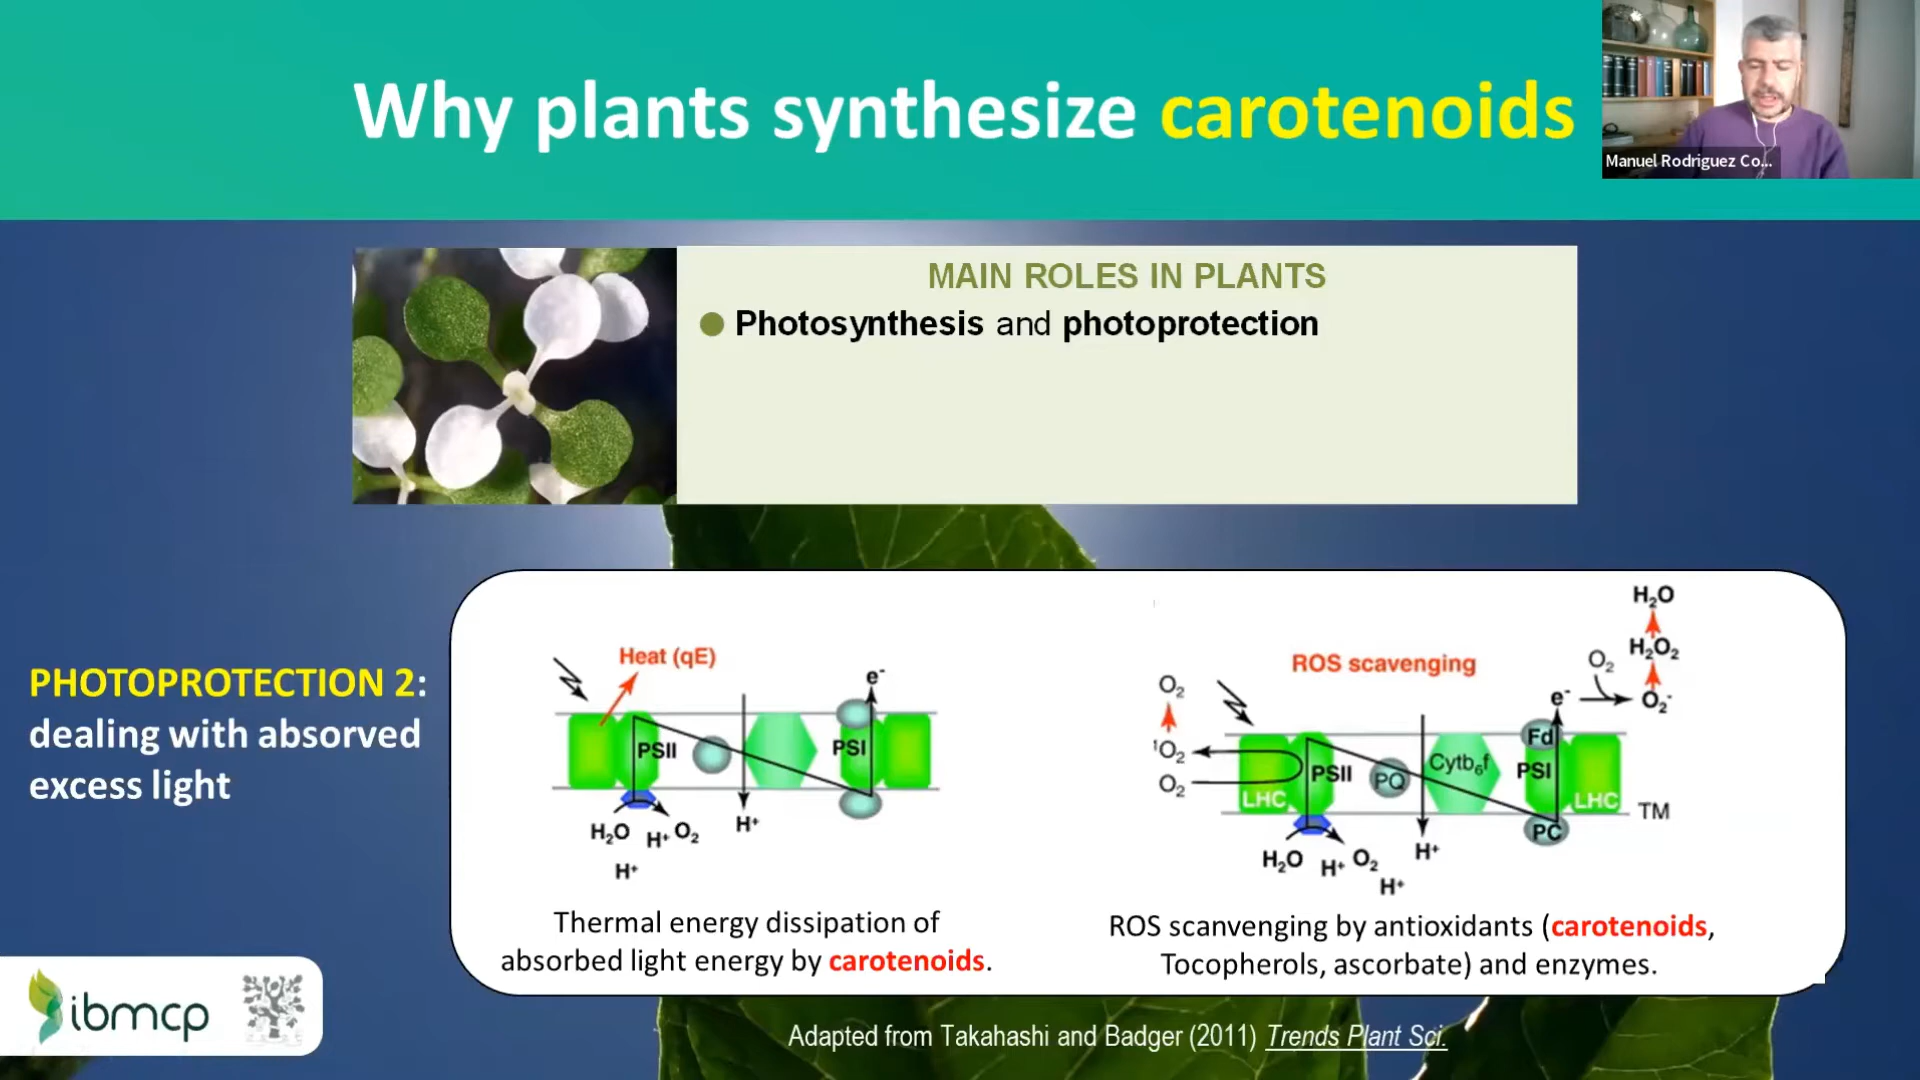 Why plants synthesize carotenoids
Manuel Rodriguez Co...
MAIN ROLES IN PLANTS
Photosynthesis and photoprotection
PHOTOPROTECTION 2:
dealing with absorved
excess light
Heat (qE)
e-
PSII
PSI
H₂O
H+
O₂
H+
H+
Thermal energy dissipation of
absorbed light energy by carotenoids.
H₂O
H₂O₂
O₂
O₂-
ROS scavenging
O₂
¹O₂
O₂
e-
Fd
PSII
PQ
Cytb₆f
PSI
LHC
LHC
TM
PC
H₂O
H+
O₂
H+
H+
ROS scanvenging by antioxidants (carotenoids,
Tocopherols, ascorbate) and enzymes.
ibmcp
Adapted from Takahashi and Badger (2011) Trends Plant Sci.